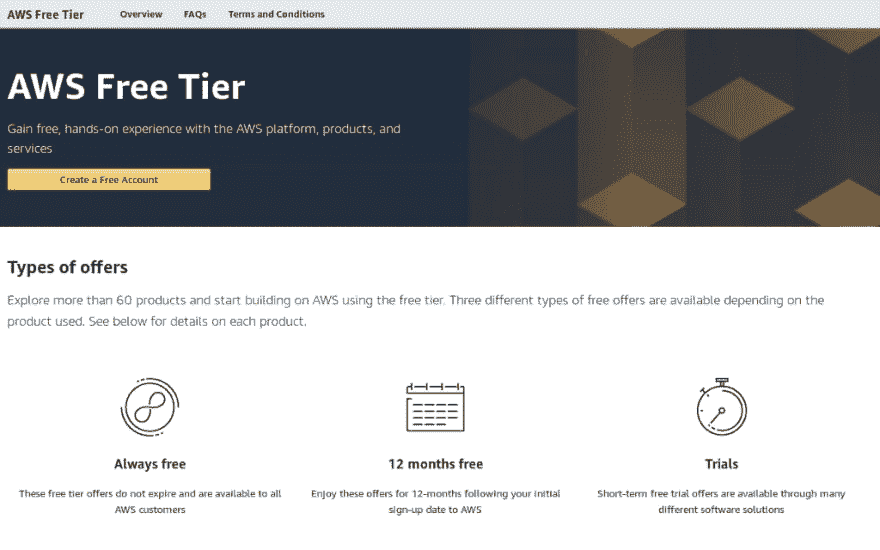 AWS Free Tier Overview FAQs Terms and Conditions
AWS Free Tier
Gain free, hands-on experience with the AWS platform, products, and
services
Create a Free Account
Types of offers
Explore more than 60 products and start building on AWS using the free tier. Three different types of free offers are available depending on the
product used. See below for details on each product.
Always free
These free tier offers do not expire and are available to all
AWS customers
12 months free
Enjoy these offers for 12-months following your initial
sign-up date to AWS
Trials
Short-term free trial offers are available through many
different software solutions